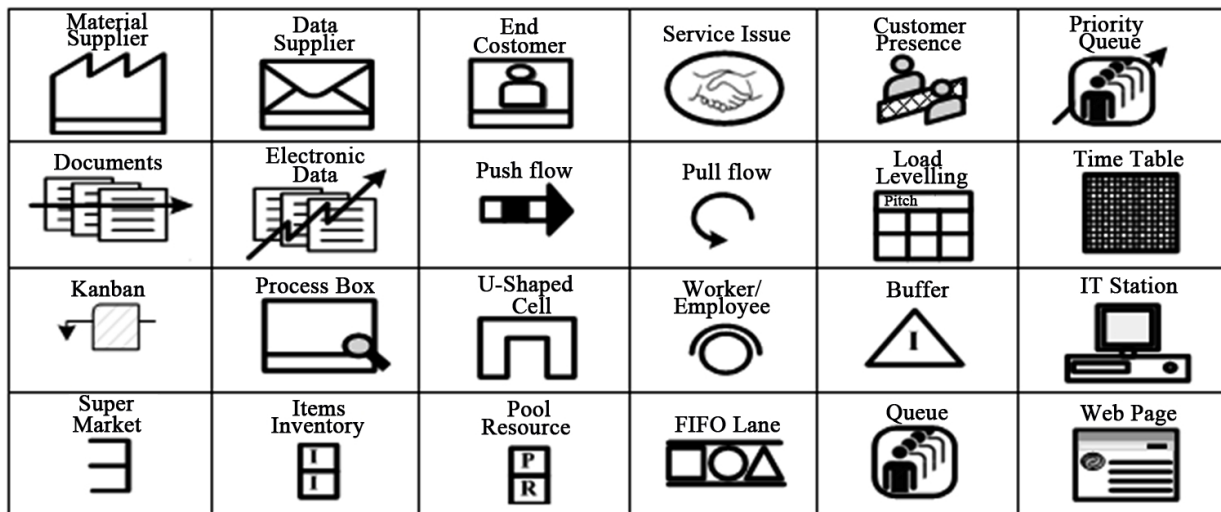 Material
Supplier
Data
Supplier
End
Costomer
Service Issue
Customer
Presence
Priority
Queue
Documents
Electronic
Data
Push flow
Pull flow
Load
Levelling
Pitch
Time Table
Kanban
Process Box
U-Shaped
Cell
Worker/
Employee
Buffer
I
IT Station
Super
Market
Items
Inventory
I
I
Pool
Resource
P
R
FIFO Lane
Queue
Web Page